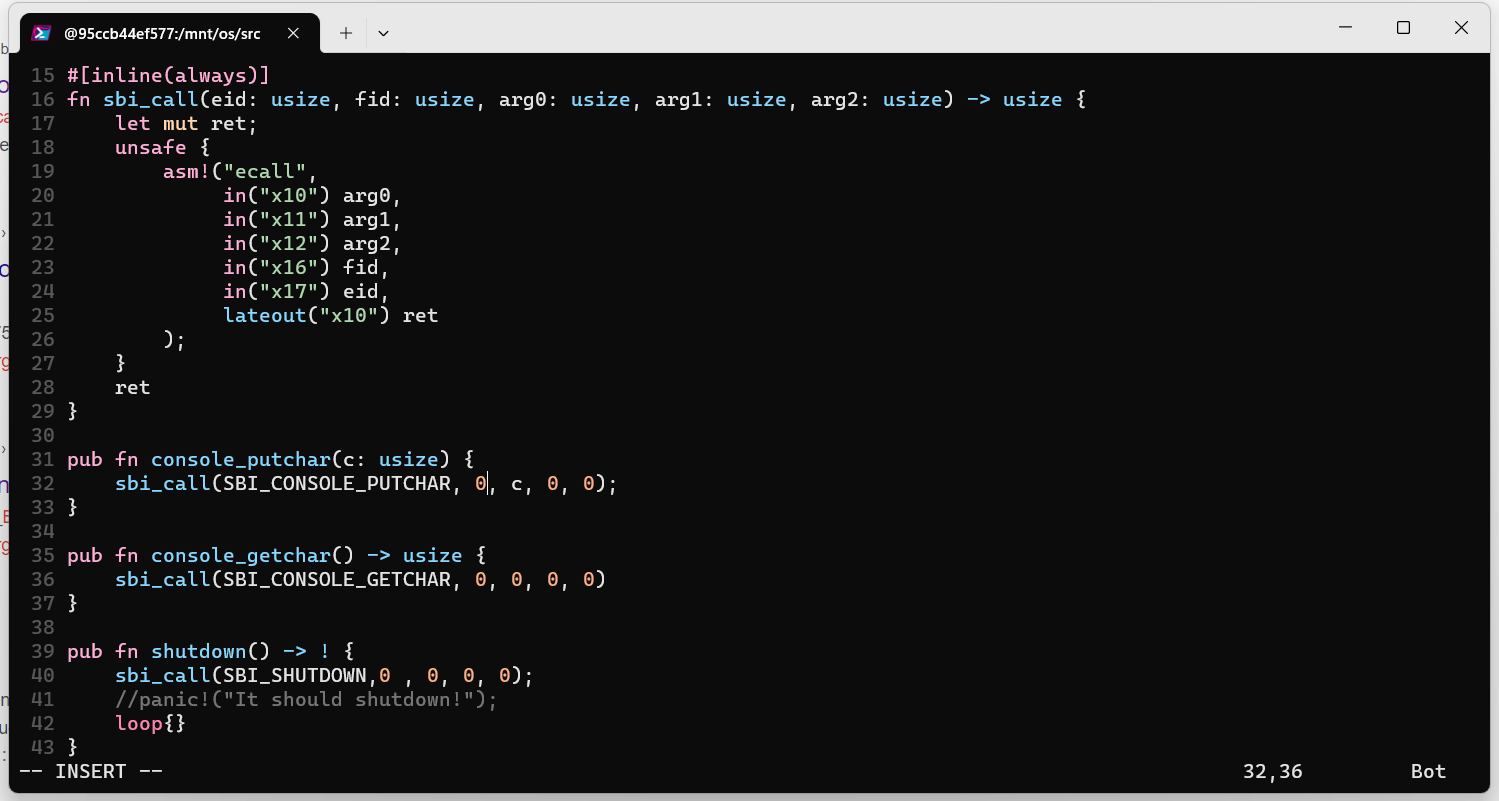 @95ccb44ef577:/mnt/os/src
15 #[inline(always)]
16 fn sbi_call(eid: usize, fid: usize, arg0: usize, arg1: usize, arg2: usize) -> usize {
17     let mut ret;
18     unsafe {
19         asm!("ecall",
20              in("x10") arg0,
21              in("x11") arg1,
22              in("x12") arg2,
23              in("x16") fid,
24              in("x17") eid,
25              lateout("x10") ret
26         );
27     }
28     ret
29 }
30
31 pub fn console_putchar(c: usize) {
32     sbi_call(SBI_CONSOLE_PUTCHAR, 0, c, 0, 0);
33 }
34
35 pub fn console_getchar() -> usize {
36     sbi_call(SBI_CONSOLE_GETCHAR, 0, 0, 0, 0)
37 }
38
39 pub fn shutdown() -> ! {
40     sbi_call(SBI_SHUTDOWN,0 , 0, 0, 0);
41     //panic!("It should shutdown!");
42     loop{}
43 }
-- INSERT -- 32,36 Bot